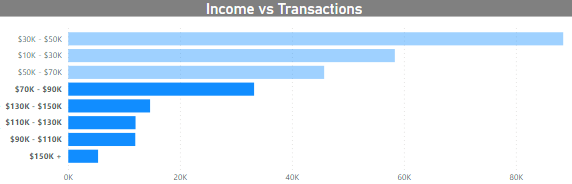 Income vs Transactions
$30K - $50K
$10K - $30K
$50K - $70K
$70K - $90K
$130K - $150K
$110K - $130K
$90K - $110K
$150K +
0K 20K 40K 60K 80K